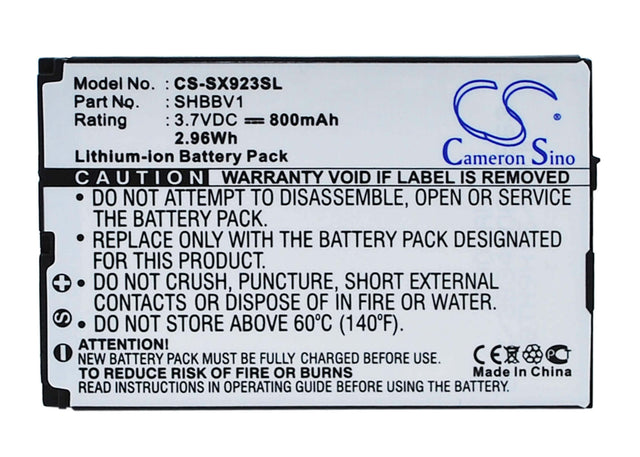 Model No. : CS-SX923SL
Part No. : SHBBV1
Rating : 3.7VDC 800mAh
2.96Wh
Lithium-ion Battery Pack
CS
Cameron Sino
CAUTION WARRANTY VOID IF LABEL IS REMOVED
• DO NOT ATTEMPT TO DISASSEMBLE, OPEN OR SERVICE
THE BATTERY PACK.
• REPLACE ONLY WITH THE BATTERY PACK DESIGNATED
FOR THIS PRODUCT.
• DO NOT CRUSH, PUNCTURE, SHORT EXTERNAL
CONTACTS OR DISPOSE OF IN FIRE OR WATER.
• DO NOT STORE ABOVE 60°C (140°F)
ATTENTION!
NEW BATTERY PACK MUST BE FULLY CHARGED BEFORE USE.
TO REDUCE RISK OF FIRE OR BURNS
READ AND UNDERSTAND OPERATING GUIDE BEFORE USING
CE
Made In China